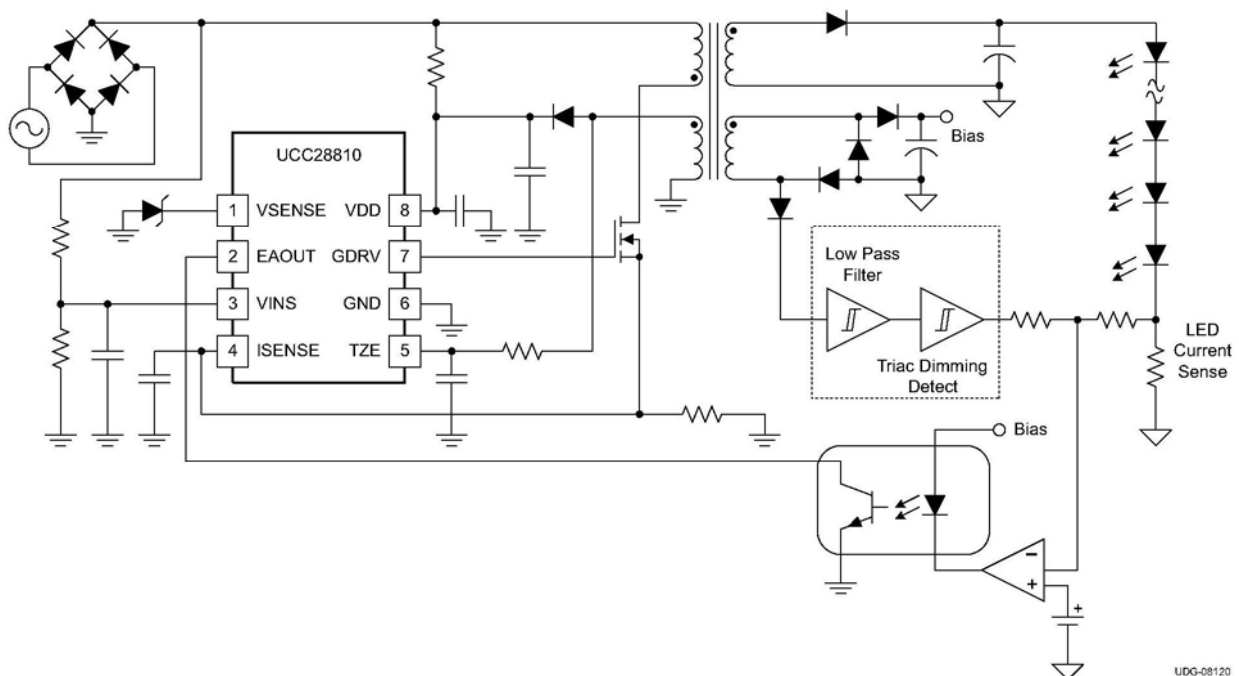 Bias
UCC28810
1 VSENSE VDD 8
2 EAOUT GDRV 7
3 VINS GND 6
4 ISENSE TZE 5
Low Pass
Filter
Triac Dimming
Detect
LED
Current
Sense
Bias
−
+
+
UDG-08120